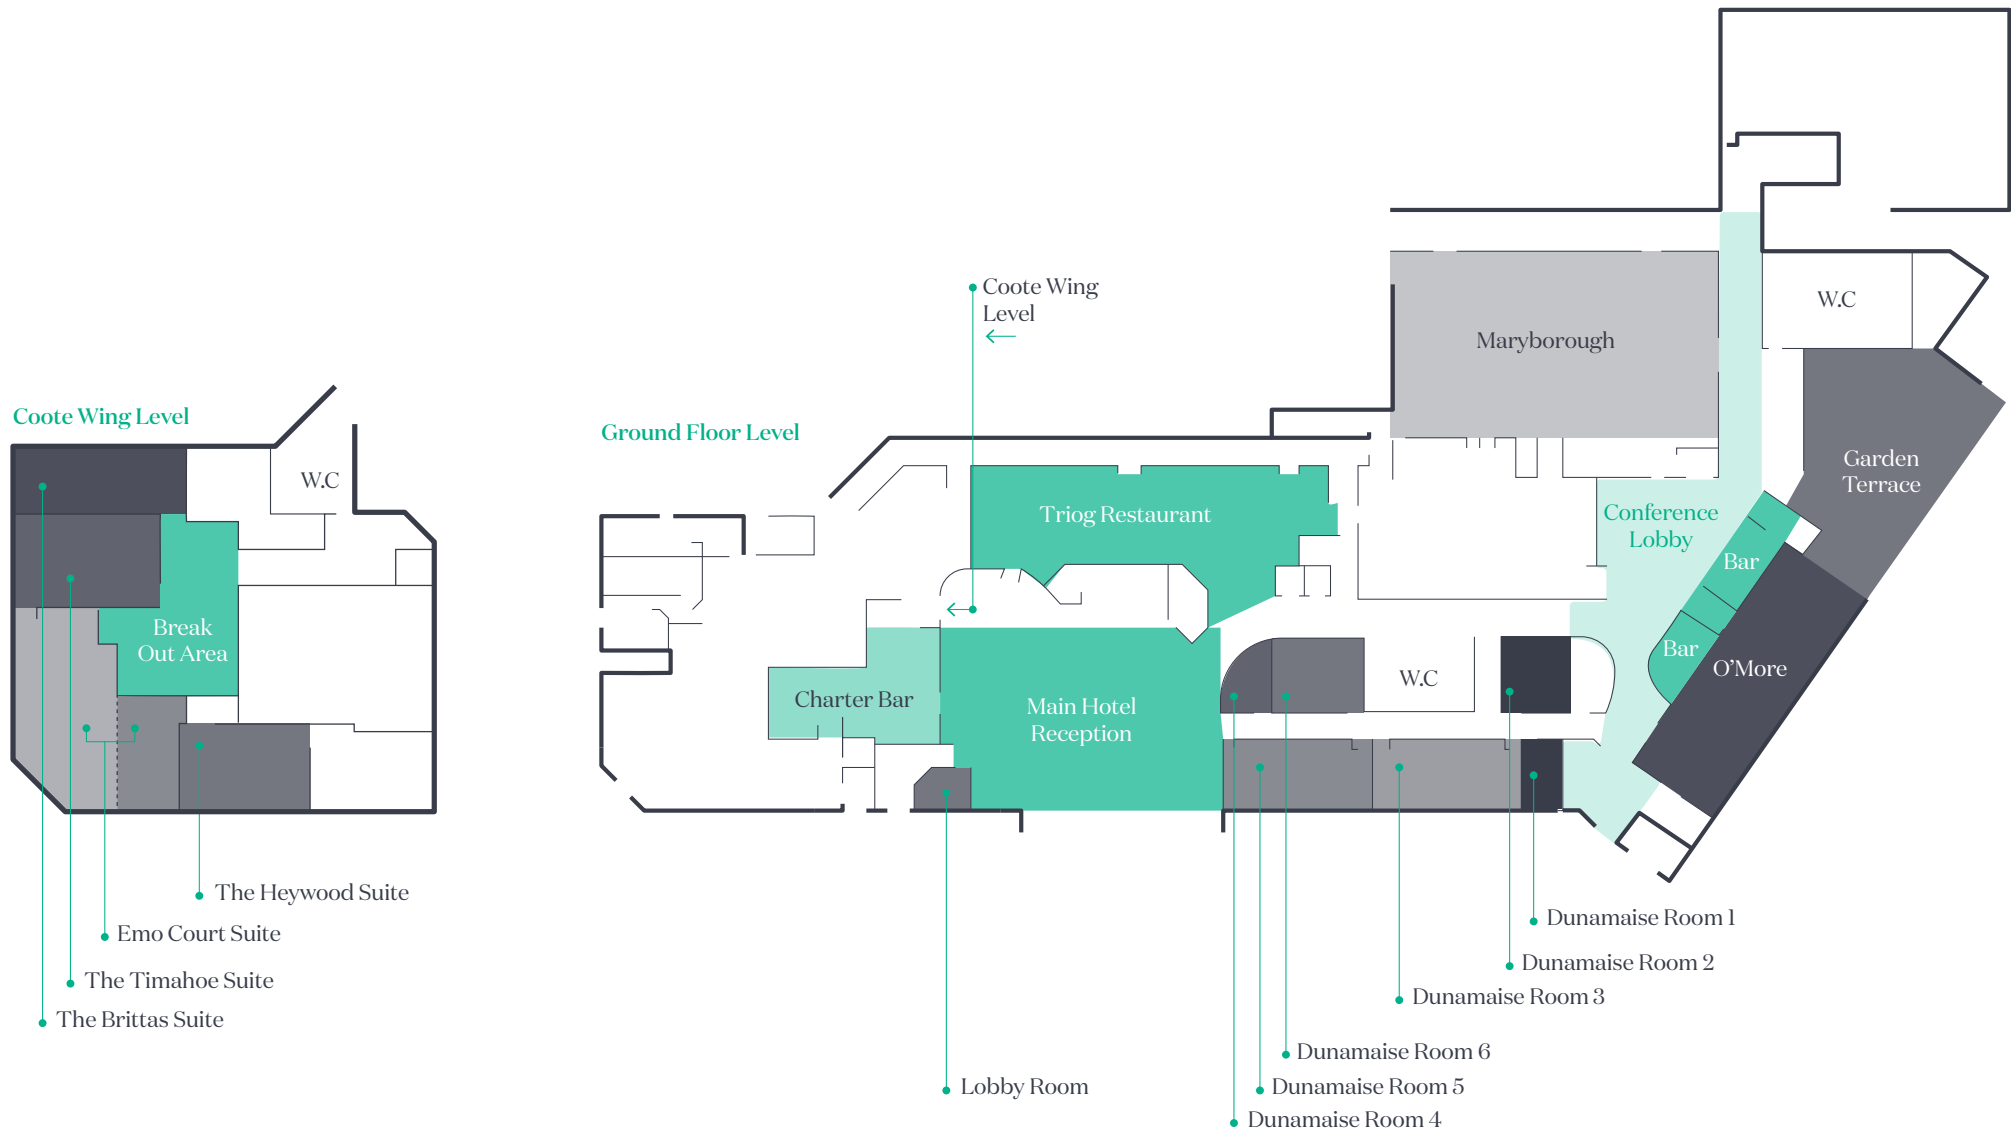 Coote Wing Level
W.C
Break
Out Area
The Heywood Suite
Emo Court Suite
The Timahoe Suite
The Brittas Suite
Ground Floor Level
Coote Wing
Level
Maryborough
W.C
Garden
Terrace
Triog Restaurant
Conference
Lobby
Bar
Bar
O’More
W.C
Charter Bar
Main Hotel
Reception
Dunamaise Room 1
Dunamaise Room 2
Dunamaise Room 3
Dunamaise Room 6
Dunamaise Room 5
Dunamaise Room 4
Lobby Room